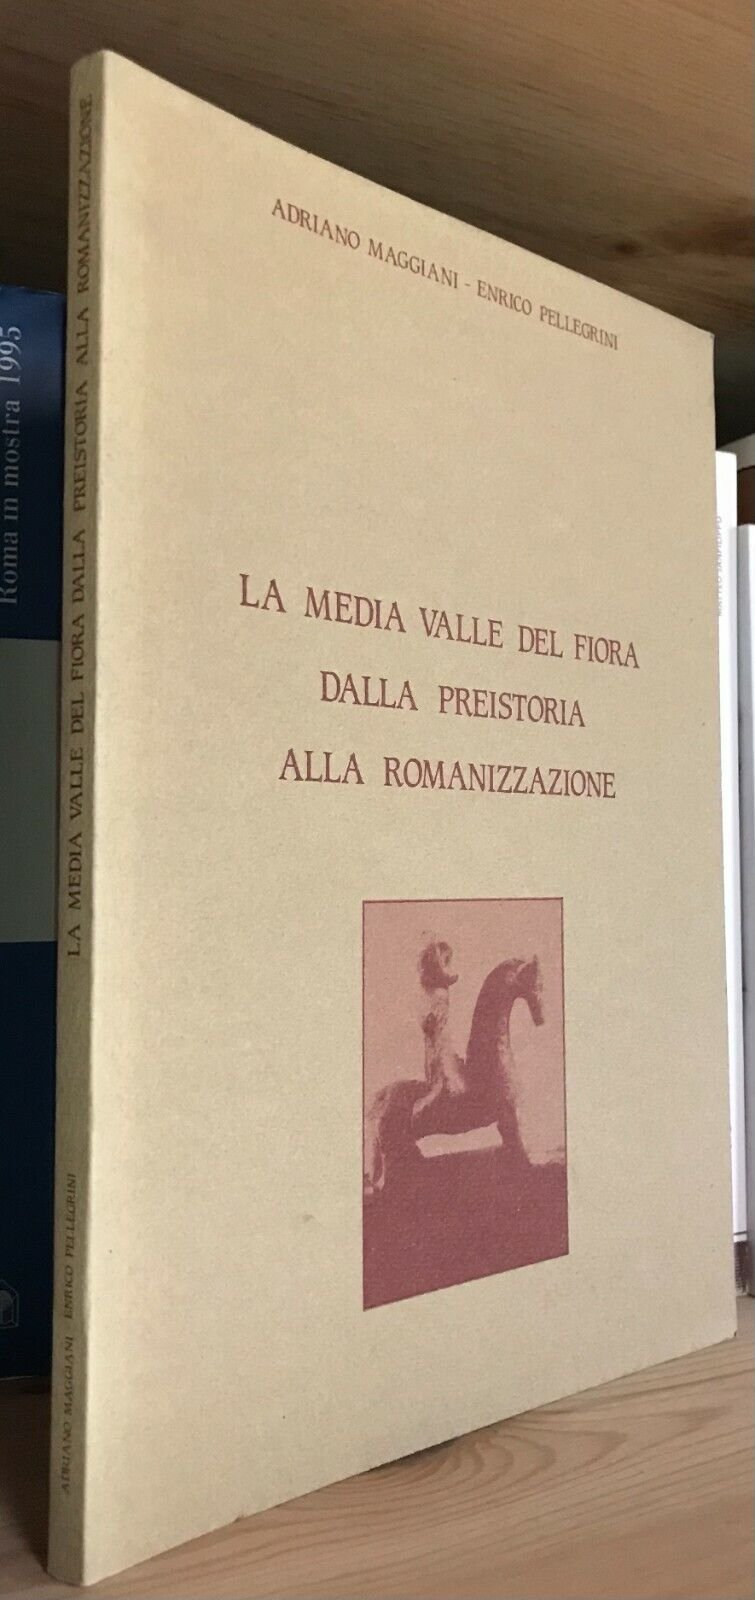 ADRIANO MAGGIANI - ENRICO PELLEGRINI
LA MEDIA VALLE DEL FIORA
DALLA PREISTORIA
ALLA ROMANIZZAZIONE
LA MEDIA VALLE DEL FIORA DALLA PREISTORIA ALLA ROMANIZZAZIONE
ADRIANO MAGGIANI - ENRICO PELLEGRINI
Roma in mostra 1995